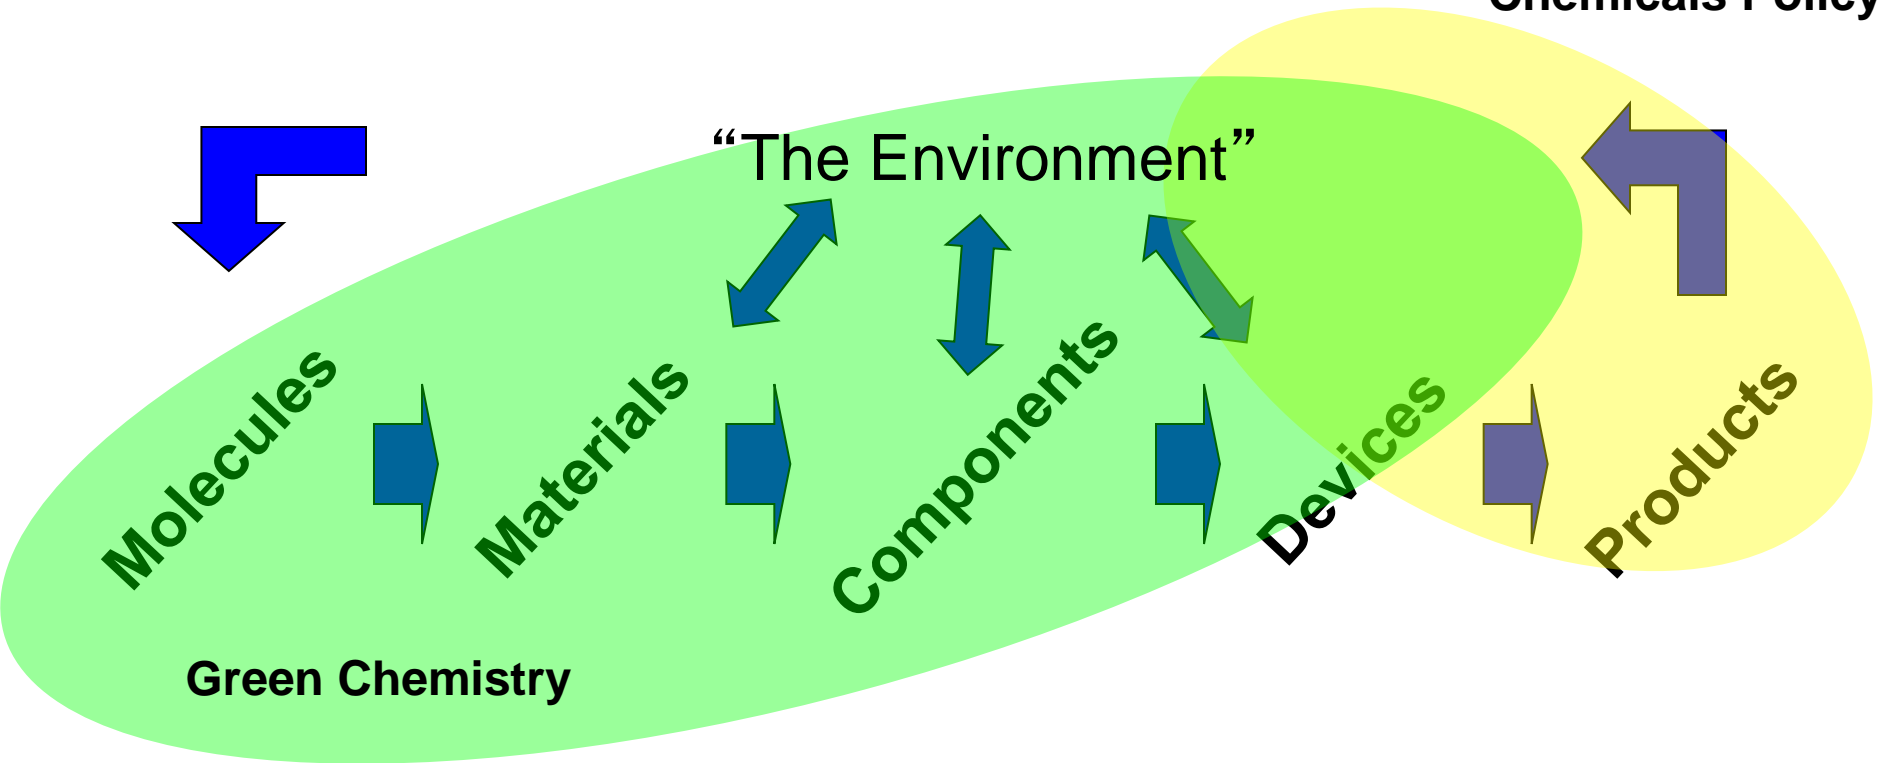 Chemicals Policy
“The Environment”
Molecules
Materials
Components
Devices
Products
Green Chemistry